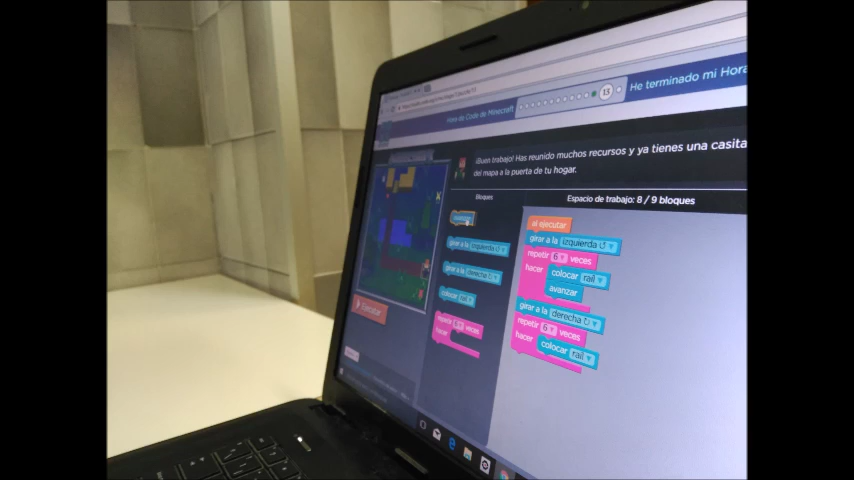 He terminado mi Hora
Hora de Code de Minecraft
13
¡Buen trabajo! Has reunido muchos recursos y ya tienes una casita
del mapa a la puerta de tu hogar.
Bloques
Espacio de trabajo: 8 / 9 bloques
girar a la izquierda ↺
girar a la derecha ↻
colocar rail
repetir veces
hacer
Ejecutar
al ejecutar
girar a la izquierda ↺
repetir 6 veces
hacer colocar rail
avanzar
girar a la derecha ↻
repetir 6 veces
hacer colocar rail